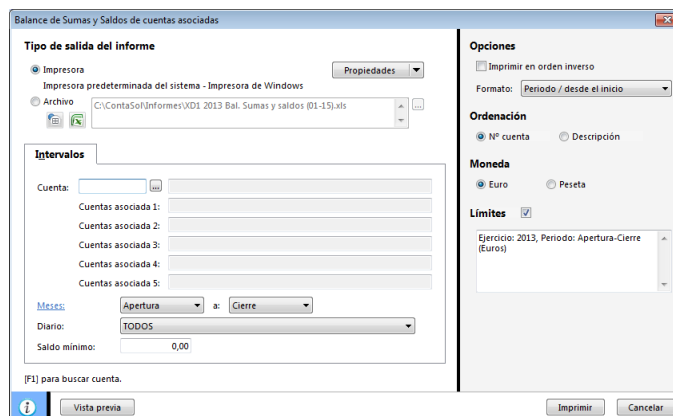 Balance de Sumas y Saldos de cuentas asociadas
Tipo de salida del informe
Impresora
Propiedades
Impresora predeterminada del sistema - Impresora de Windows
Archivo
C:\ContaSol\Informes\XD1 2013 Bal. Sumas y saldos (01-15).xls
...
Intervalos
Cuenta:
...
Cuentas asociada 1:
Cuentas asociada 2:
Cuentas asociada 3:
Cuentas asociada 4:
Cuentas asociada 5:
Meses: Apertura a: Cierre
Diario: TODOS
Saldo mínimo: 0,00
[F1] para buscar cuenta.
Vista previa
Opciones
Imprimir en orden inverso
Formato: Periodo / desde el inicio
Ordenación
Nº cuenta Descripción
Moneda
Euro Peseta
Límites
Ejercicio: 2013, Periodo: Apertura-Cierre
(Euros)
Imprimir Cancelar